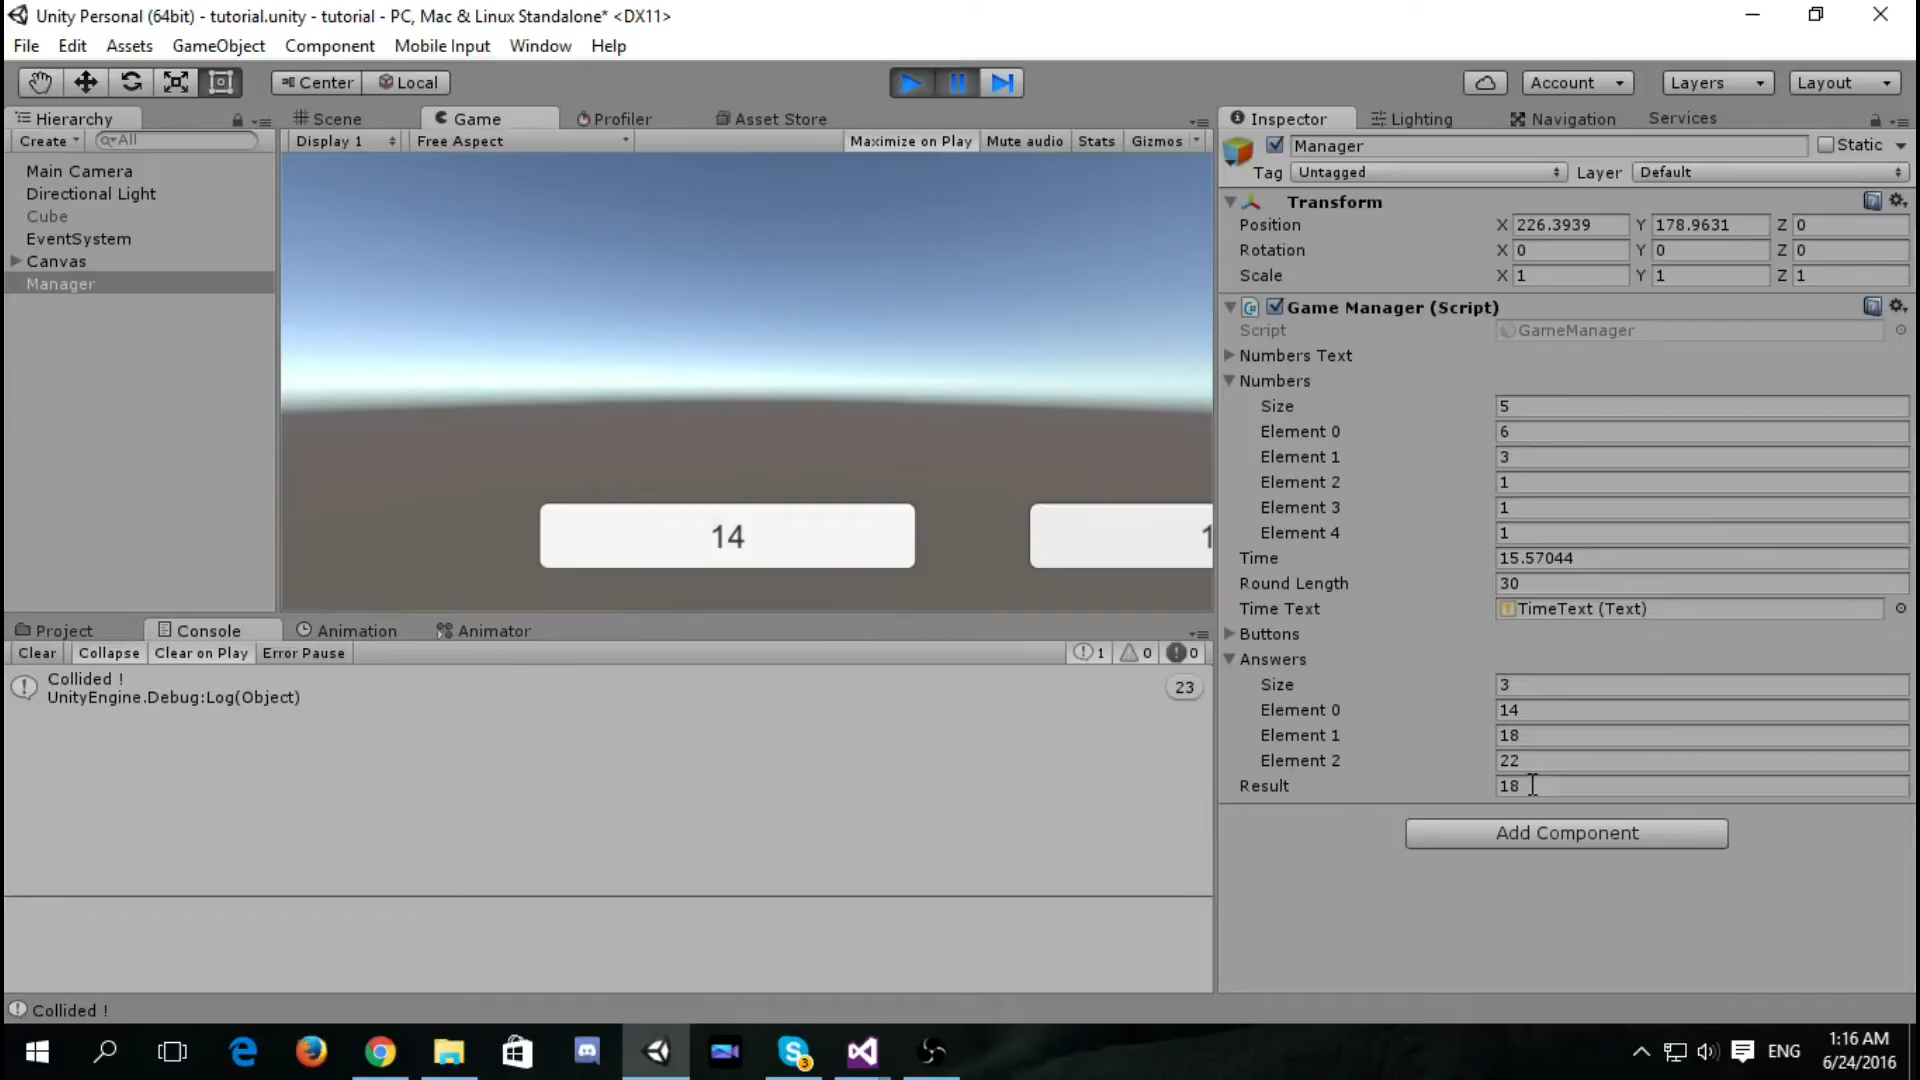 Unity Personal (64bit) - tutorial.unity - tutorial - PC, Mac & Linux Standalone* <DX11>
File Edit Assets GameObject Component Mobile Input Window Help
Center Local Account Layers Layout
Hierarchy
Create All
Main Camera
Directional Light
Cube
EventSystem
Canvas
Manager
Scene Game Profiler Asset Store
Display 1 Free Aspect Maximize on Play Mute audio Stats Gizmos
14
1
Project Console Animation Animator
Clear Collapse Clear on Play Error Pause 1 0 0
Collided !
UnityEngine.Debug:Log(Object)
23
Collided !
Inspector Lighting Navigation Services
Manager Static
Tag Untagged Layer Default
Transform
Position X 226.3939 Y 178.9631 Z 0
Rotation X 0 Y 0 Z 0
Scale X 1 Y 1 Z 1
Game Manager (Script)
Script GameManager
Numbers Text
Numbers
Size 5
Element 0 6
Element 1 3
Element 2 1
Element 3 1
Element 4 1
Time 15.57044
Round Length 30
Time Text TimeText (Text)
Buttons
Answers
Size 3
Element 0 14
Element 1 18
Element 2 22
Result 18
Add Component
3
ENG
1:16 AM
6/24/2016